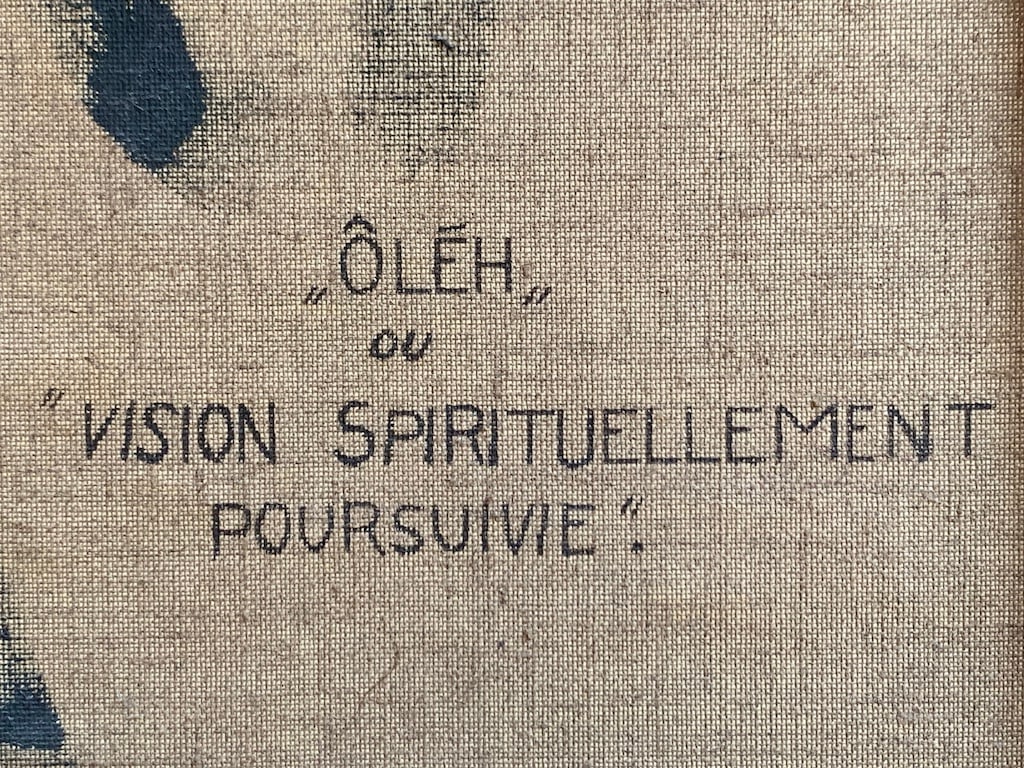 „ÔLÉH„
ou
"VISION SPIRITUELLEMENT
POURSUIVIE".